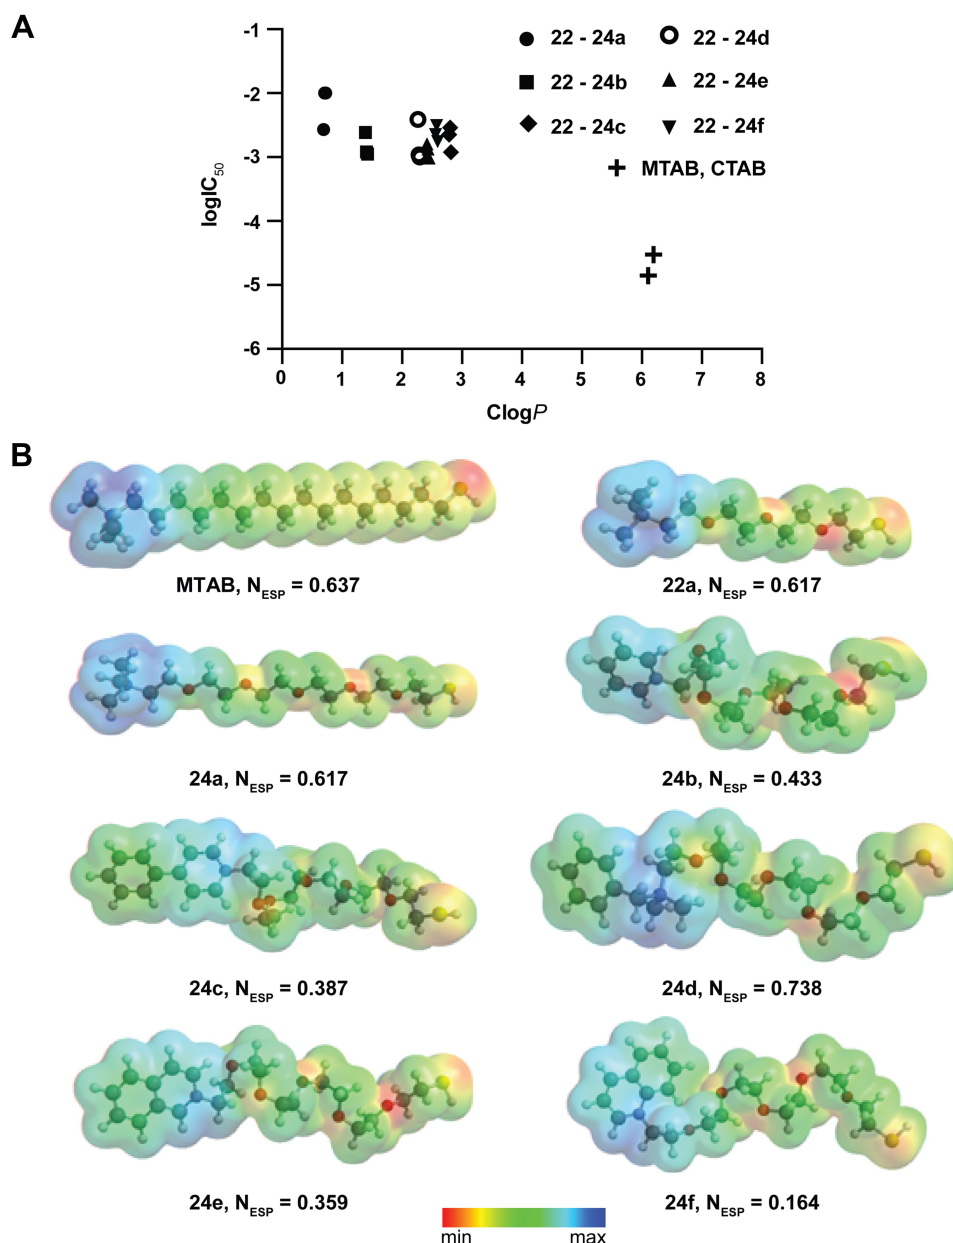 A
-1
-2
-3
-4
-5
-6
logIC50
0 1 2 3 4 5 6 7 8
ClogP
22 - 24a
22 - 24b
22 - 24c
22 - 24d
22 - 24e
22 - 24f
MTAB, CTAB
B
MTAB, NESP = 0.637
22a, NESP = 0.617
24a, NESP = 0.617
24b, NESP = 0.433
24c, NESP = 0.387
24d, NESP = 0.738
24e, NESP = 0.359
24f, NESP = 0.164
min max